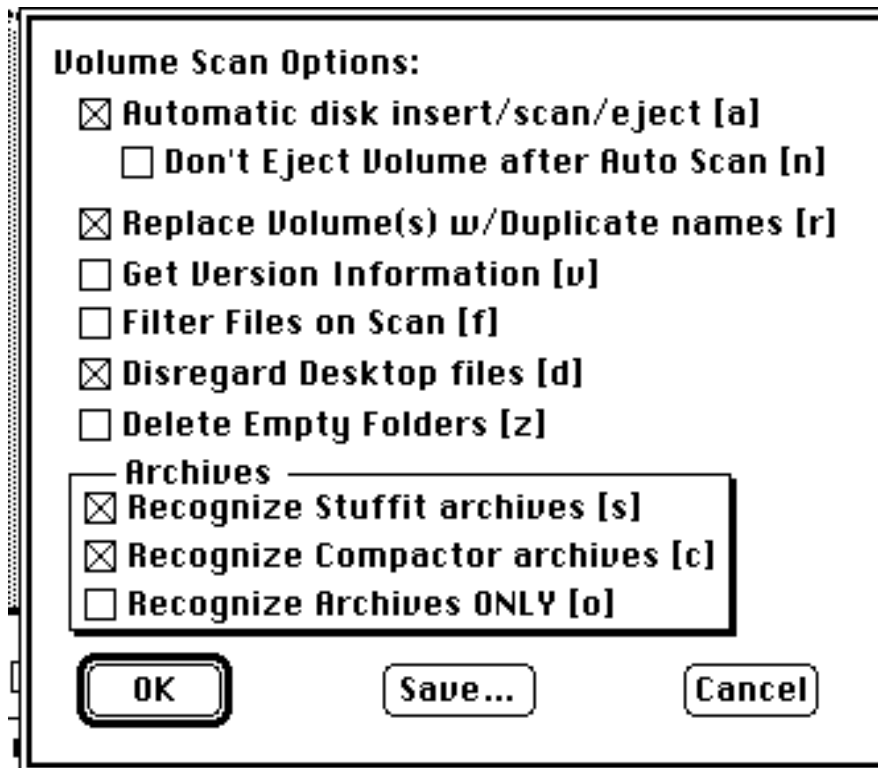 Volume Scan Options:
Automatic disk insert/scan/eject [a]
Don't Eject Volume after Auto Scan [n]
Replace Volume(s) w/Duplicate names [r]
Get Version Information [v]
Filter Files on Scan [f]
Disregard Desktop files [d]
Delete Empty Folders [z]
Archives
Recognize Stuffit archives [s]
Recognize Compactor archives [c]
Recognize Archives ONLY [o]
OK Save... Cancel